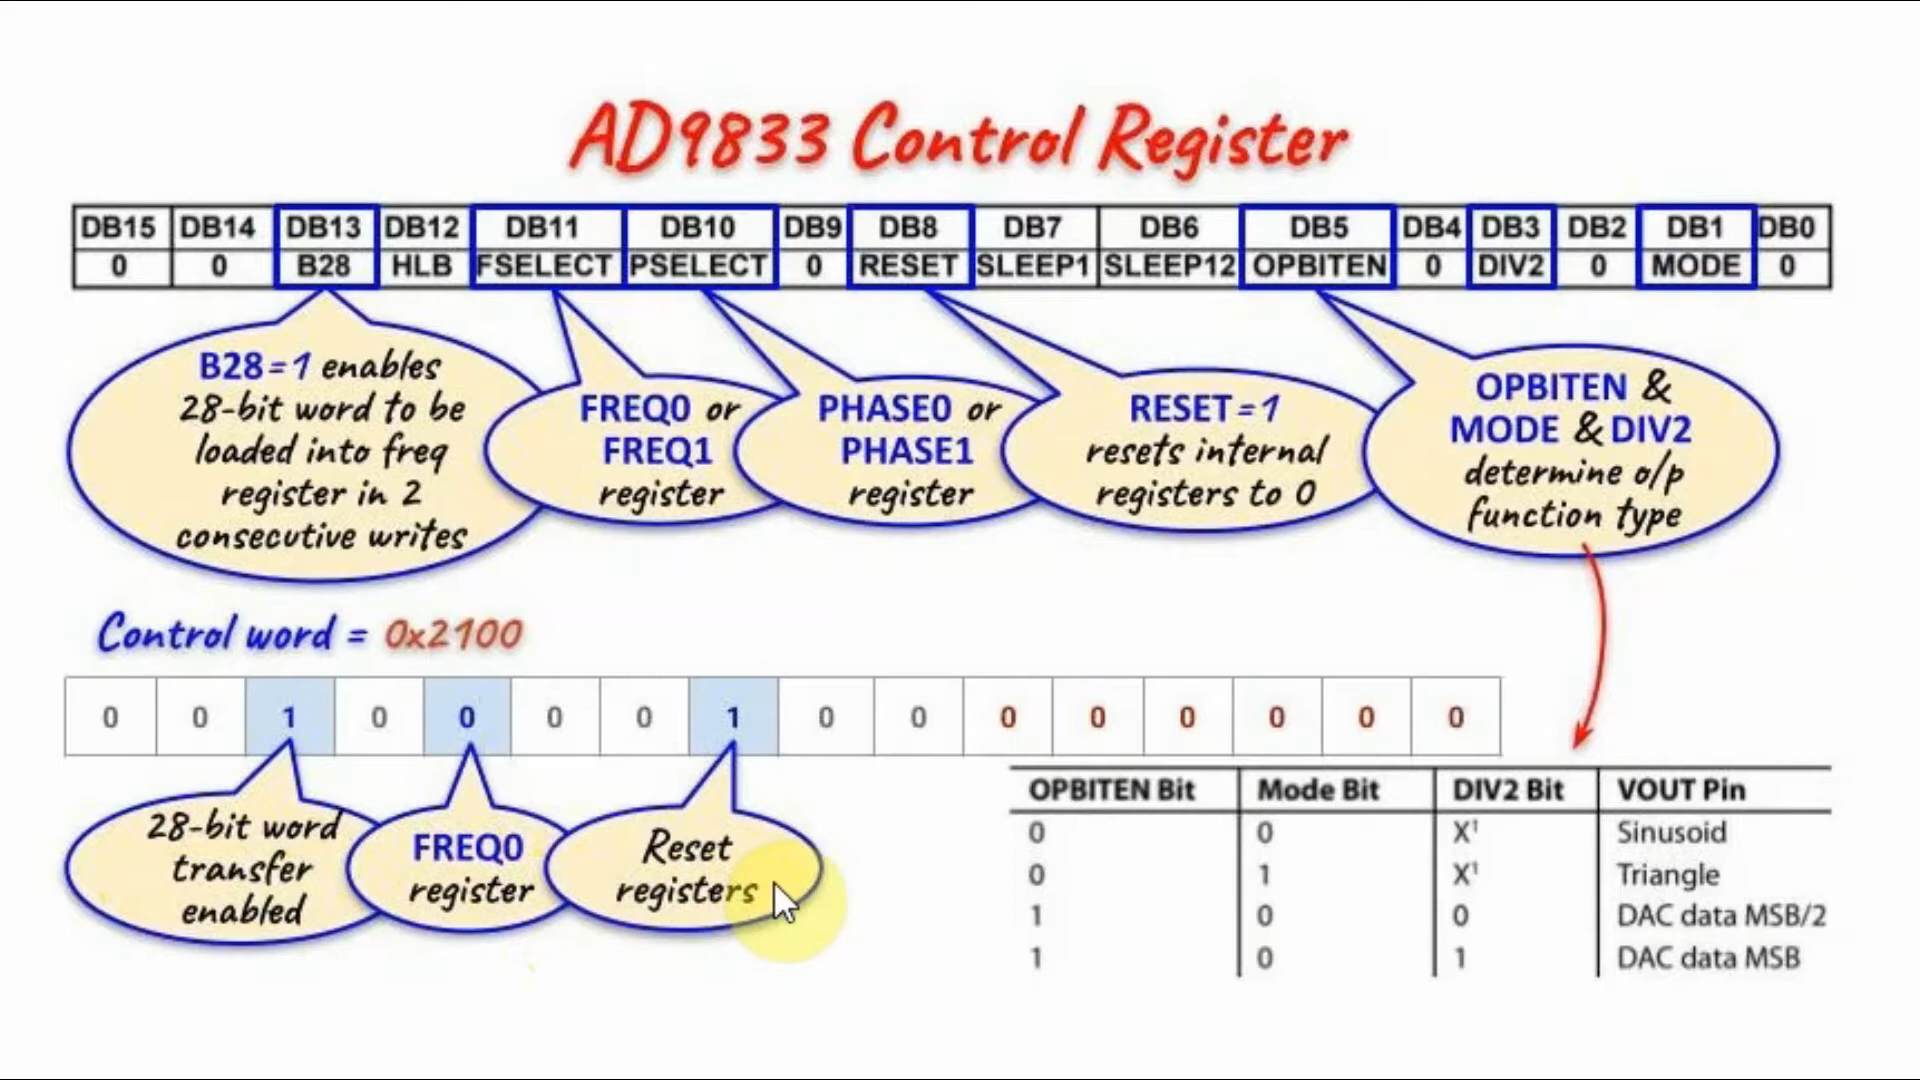 AD9833 Control Register
DB15 DB14 DB13 DB12 DB11 DB10 DB9 DB8 DB7 DB6 DB5 DB4 DB3 DB2 DB1 DB0
0 0 B28 HLB FSELECT PSELECT 0 RESET SLEEP1 SLEEP12 OPBITEN 0 DIV2 0 MODE 0
B28=1 enables
28-bit word to be
loaded into freq
register in 2
consecutive writes
FREQ0 or
FREQ1
register
PHASE0 or
PHASE1
register
RESET=1
resets internal
registers to 0
OPBITEN &
MODE & DIV2
determine o/p
function type
Control word = 0x2100
0 0 1 0 0 0 0 1 0 0 0 0 0 0 0 0
28-bit word
transfer
enabled
FREQ0
register
Reset
registers
OPBITEN Bit Mode Bit DIV2 Bit VOUT Pin
0 0 X¹ Sinusoid
0 1 X¹ Triangle
1 0 0 DAC data MSB/2
1 0 1 DAC data MSB